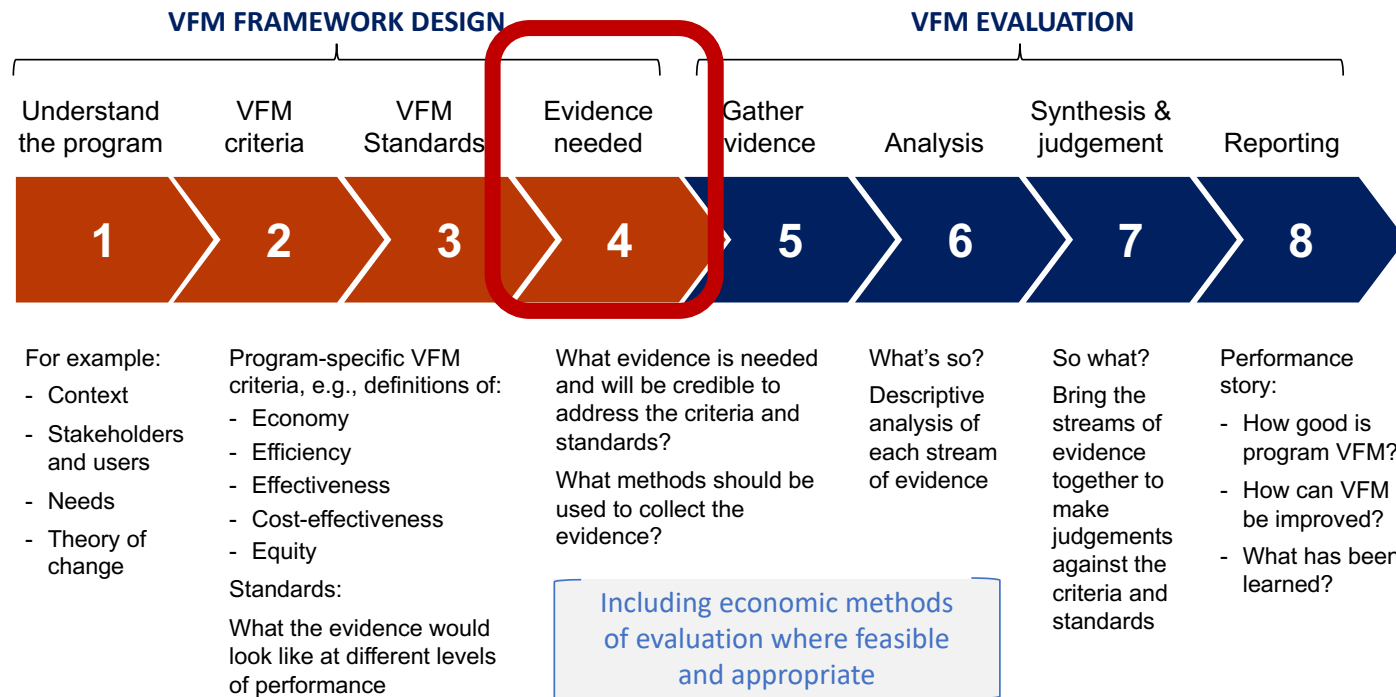 VFM FRAMEWORK DESIGN
VFM EVALUATION
Understand
the program
VFM
criteria
VFM
Standards
Evidence
needed
Gather
vidence
Analysis
Synthesis &
judgement
Reporting
1
2
3
4
5
6
7
8
For example:
- Context
- Stakeholders
and users
- Needs
- Theory of
change
Program-specific VFM
criteria, e.g., definitions of:
- Economy
- Efficiency
- Effectiveness
- Cost-effectiveness
- Equity
Standards:
What the evidence would
look like at different levels
of performance
What evidence is needed
and will be credible to
address the criteria and
standards?
What methods should be
used to collect the
evidence?
Including economic methods
of evaluation where feasible
and appropriate
What's so?
Descriptive
analysis of
each stream
of evidence
So what?
Bring the
streams of
evidence
together to
make
judgements
against the
criteria and
standards
Performance
story:
- How good is
program VFM?
- How can VFM
be improved?
- What has been
learned?